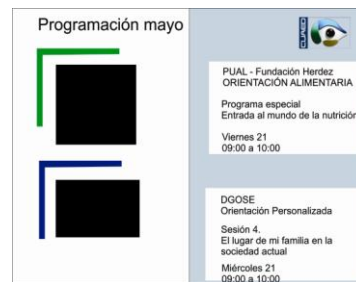 Programación mayo
CUAED
PUAL - Fundación Herdez
ORIENTACIÓN ALIMENTARIA
Programa especial
Entrada al mundo de la nutrición
Viernes 21
09:00 a 10:00
DGOSE
Orientación Personalizada
Sesión 4.
El lugar de mi familia en la
sociedad actual
Miércoles 21
09:00 a 10:00